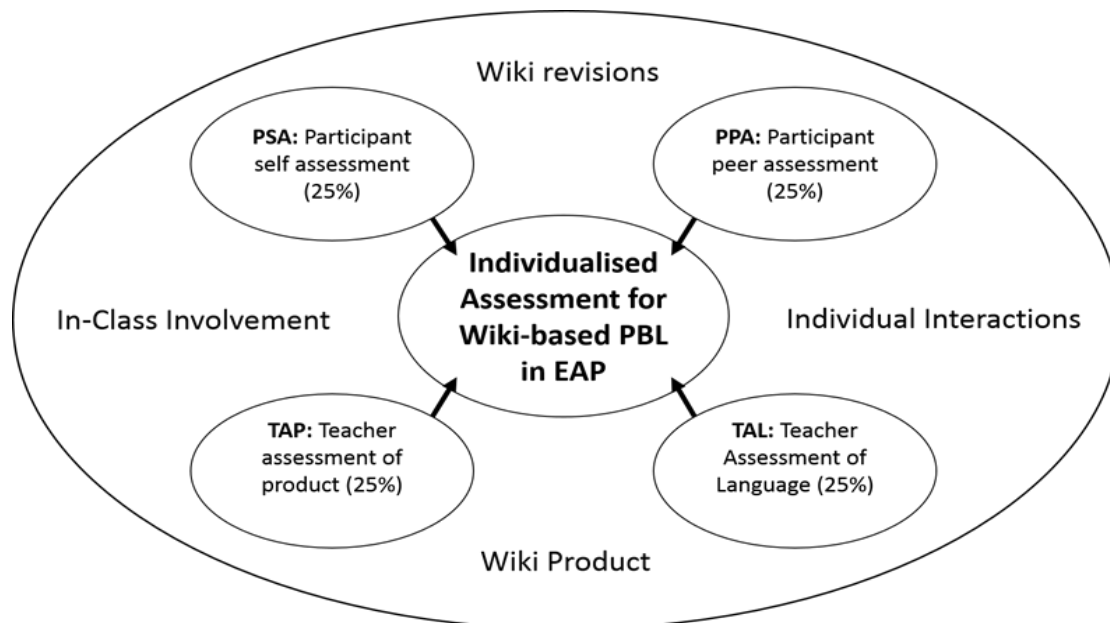 Wiki revisions
PSA: Participant
self assessment
(25%)
PPA: Participant
peer assessment
(25%)
Individualised
Assessment for
Wiki-based PBL
in EAP
In-Class Involvement
Individual Interactions
TAP: Teacher
assessment of
product (25%)
TAL: Teacher
Assessment of
Language (25%)
Wiki Product